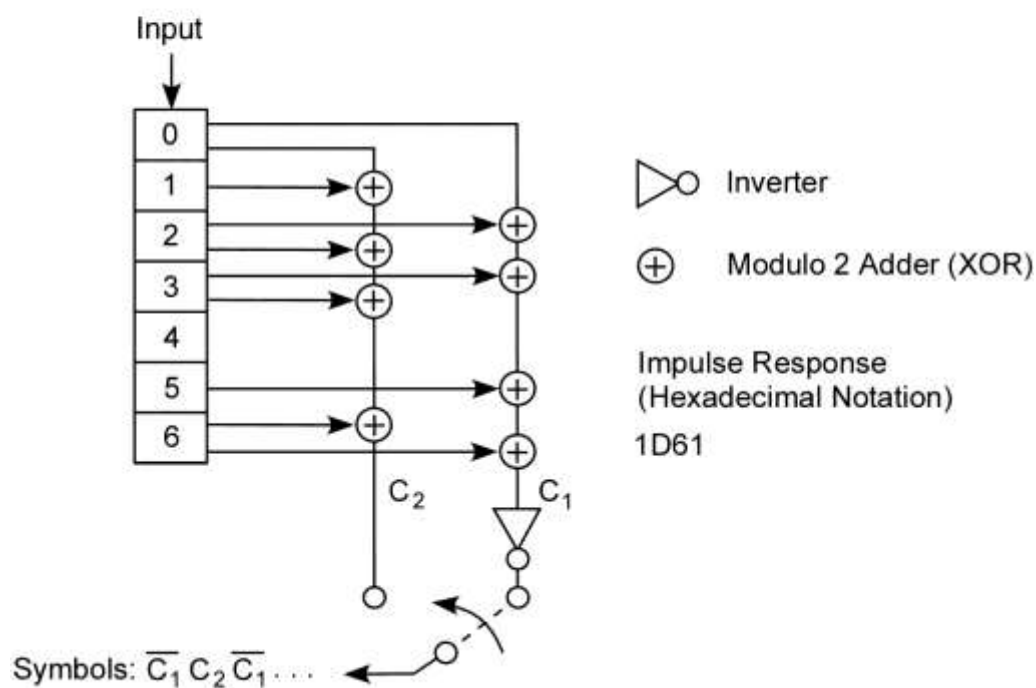 Input
0
1
2
3
4
5
6
Inverter
Modulo 2 Adder (XOR)
Impulse Response
(Hexadecimal Notation)
1D61
C₂
C₁
Symbols: C̅₁ C₂ C̅₁ . . .